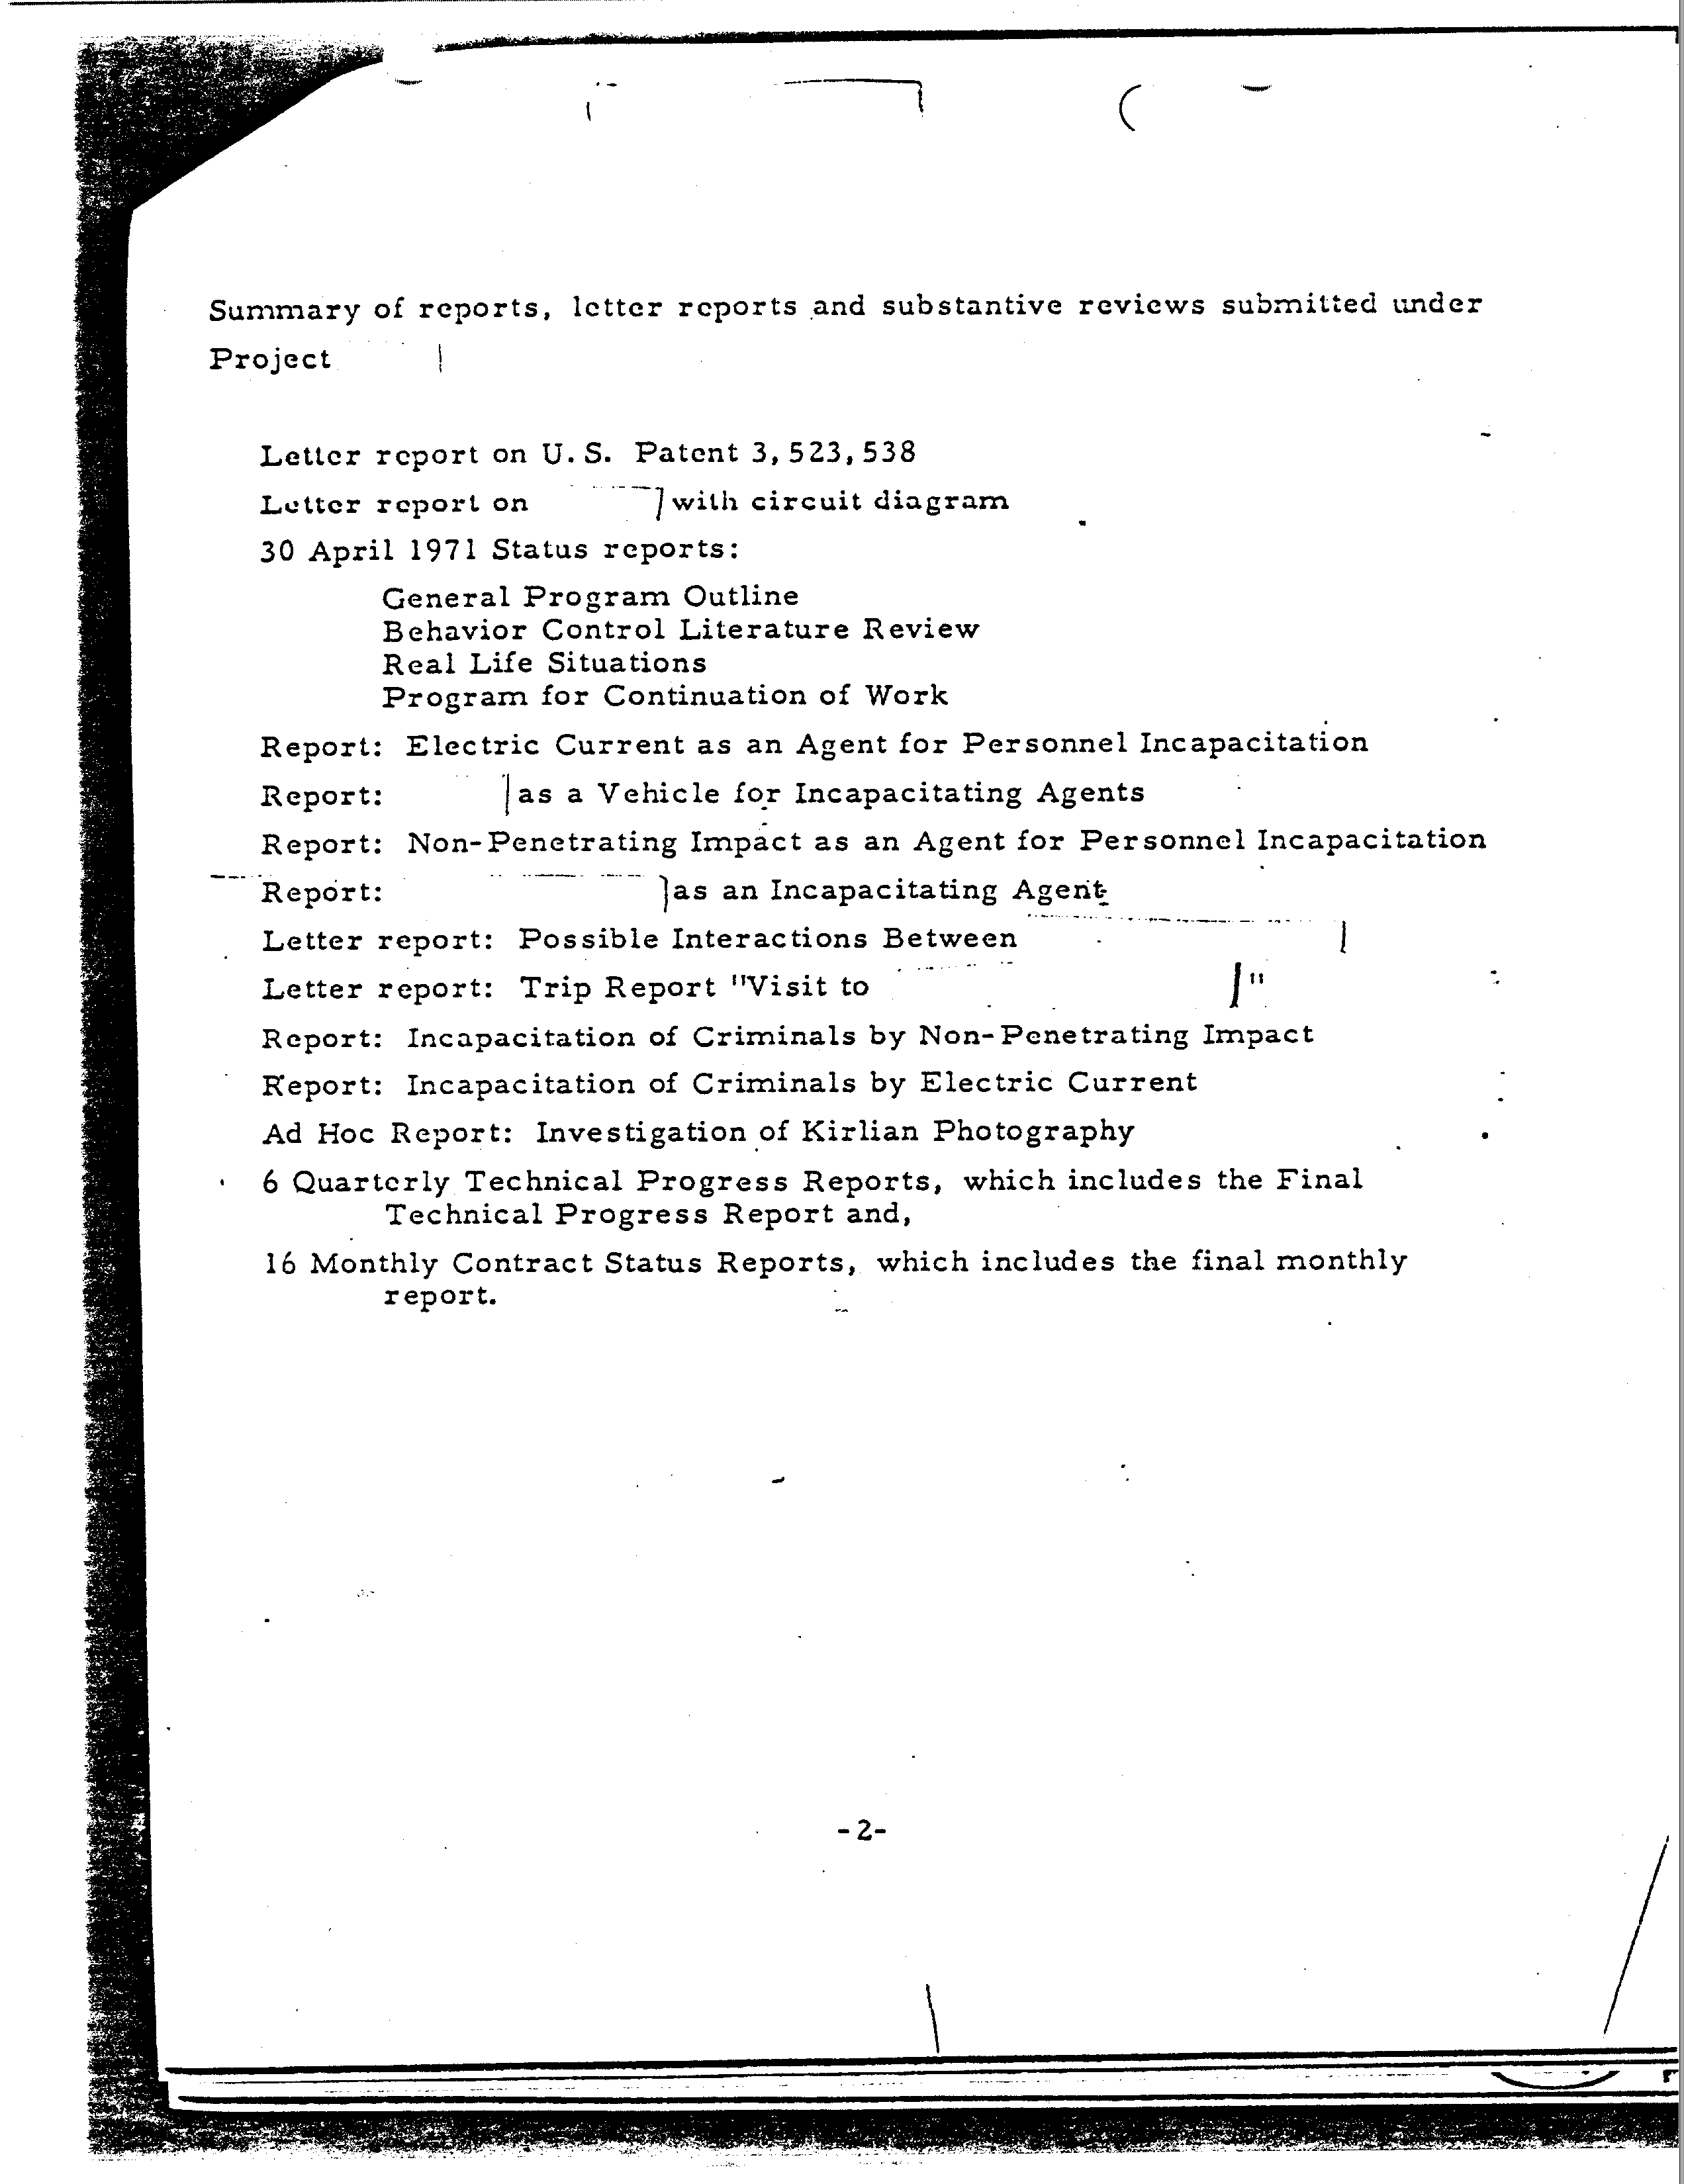 Summary of reports, letter reports and substantive reviews submitted under
Project
Letter report on U.S. Patent 3,523,538
Letter report on with circuit diagram
30 April 1971 Status reports:
General Program Outline
Behavior Control Literature Review
Real Life Situations
Program for Continuation of Work
Report: Electric Current as an Agent for Personnel Incapacitation
Report: as a Vehicle for Incapacitating Agents
Report: Non-Penetrating Impact as an Agent for Personnel Incapacitation
Report: as an Incapacitating Agent
Letter report: Possible Interactions Between
Letter report: Trip Report "Visit to "
Report: Incapacitation of Criminals by Non-Penetrating Impact
Report: Incapacitation of Criminals by Electric Current
Ad Hoc Report: Investigation of Kirlian Photography
6 Quarterly Technical Progress Reports, which includes the Final
Technical Progress Report and,
16 Monthly Contract Status Reports, which includes the final monthly
report.
-2-